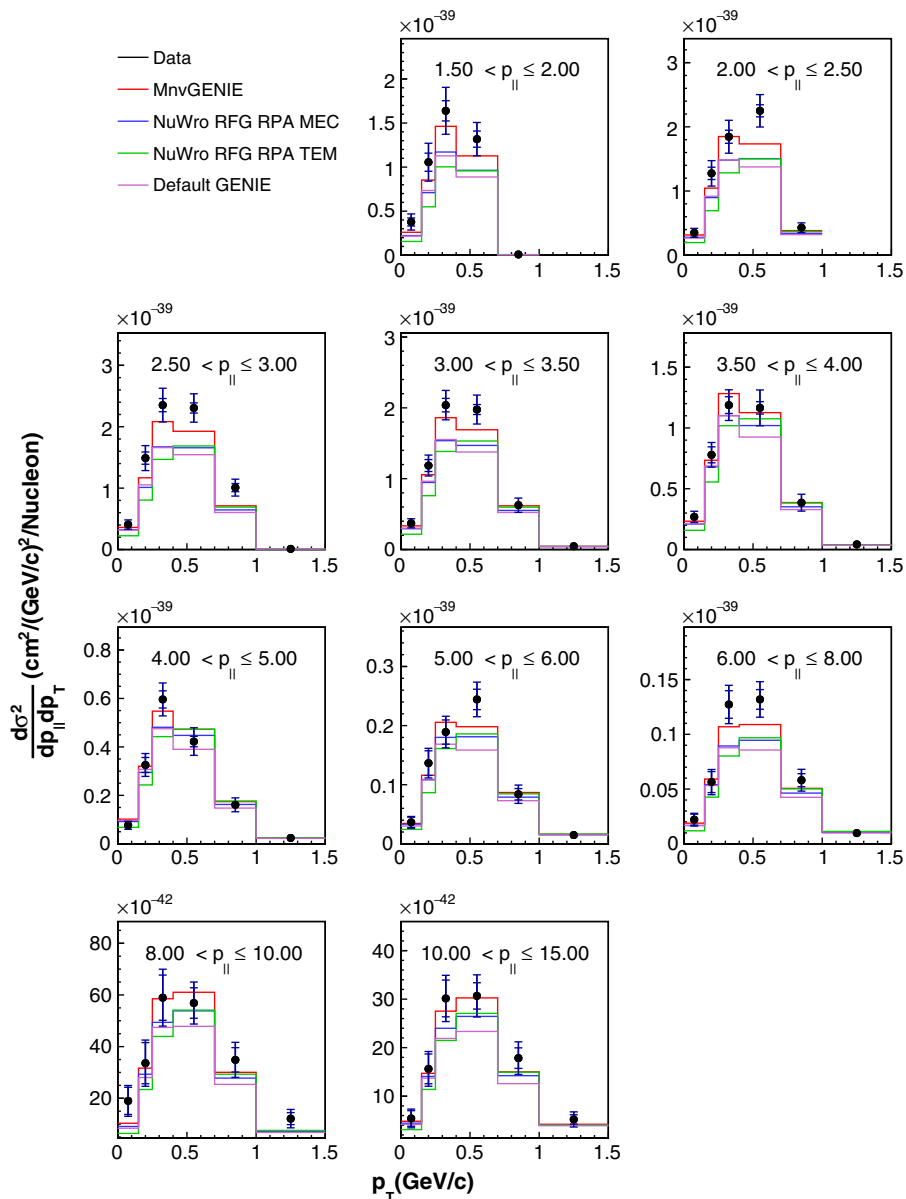 Data
MnvGENIE
NuWro RFG RPA MEC
NuWro RFG RPA TEM
Default GENIE
×10⁻³⁹
1.50 < p_|| ≤ 2.00
2
1.5
1
0.5
0
0 0.5 1 1.5
×10⁻³⁹
2.00 < p_|| ≤ 2.50
3
2
1
0
0 0.5 1 1.5
×10⁻³⁹
2.50 < p_|| ≤ 3.00
3
2
1
0
0 0.5 1 1.5
×10⁻³⁹
3.00 < p_|| ≤ 3.50
3
2
1
0
0 0.5 1 1.5
×10⁻³⁹
3.50 < p_|| ≤ 4.00
1.5
1
0.5
0
0 0.5 1 1.5
×10⁻³⁹
4.00 < p_|| ≤ 5.00
0.8
0.6
0.4
0.2
0
0 0.5 1 1.5
×10⁻³⁹
5.00 < p_|| ≤ 6.00
0.3
0.2
0.1
0
0 0.5 1 1.5
×10⁻³⁹
6.00 < p_|| ≤ 8.00
0.15
0.1
0.05
0
0 0.5 1 1.5
×10⁻⁴²
8.00 < p_|| ≤ 10.00
80
60
40
20
0 0.5 1 1.5
×10⁻⁴²
10.00 < p_|| ≤ 15.00
40
30
20
10
0 0.5 1 1.5
dσ²
dp_||dp_T
(cm²/(GeV/c)²/Nucleon)
p_T(GeV/c)